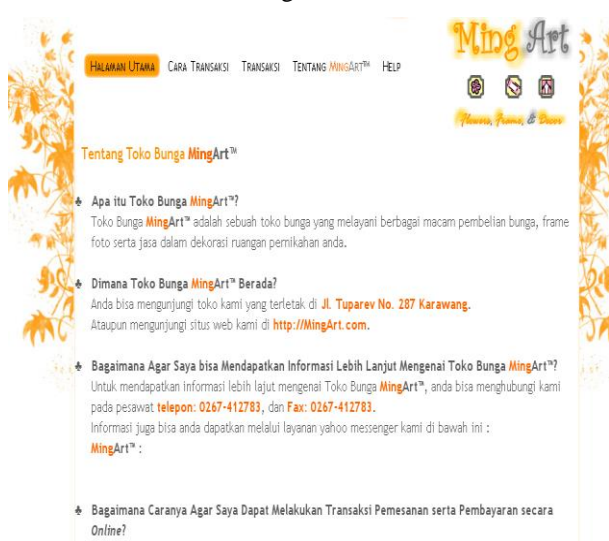 Ming Art
HALAMAN UTAMA CARA TRANSAKSI TRANSAKSI TENTANG MINGART™ HELP
Flowers, Frame, & Decor
Tentang Toko Bunga MingArt™
Apa itu Toko Bunga MingArt™?
Toko Bunga MingArt™ adalah sebuah toko bunga yang melayani berbagai macam pembelian bunga, frame
foto serta jasa dalam dekorasi ruangan pernikahan anda.
Dimana Toko Bunga MingArt™ Berada?
Anda bisa mengunjungi toko kami yang terletak di Jl. Tuparev No. 287 Karawang.
Ataupun mengunjungi situs web kami di http://MingArt.com.
Bagaimana Agar Saya bisa Mendapatkan Informasi Lebih Lanjut Mengenai Toko Bunga MingArt™?
Untuk mendapatkan informasi lebih lajut mengenai Toko Bunga MingArt™, anda bisa menghubungi kami
pada pesawat telepon: 0267-412783, dan Fax: 0267-412783.
Informasi juga bisa anda dapatkan melalui layanan yahoo messenger kami di bawah ini :
MingArt™ :
Bagaimana Caranya Agar Saya Dapat Melakukan Transaksi Pemesanan serta Pembayaran secara
Online?